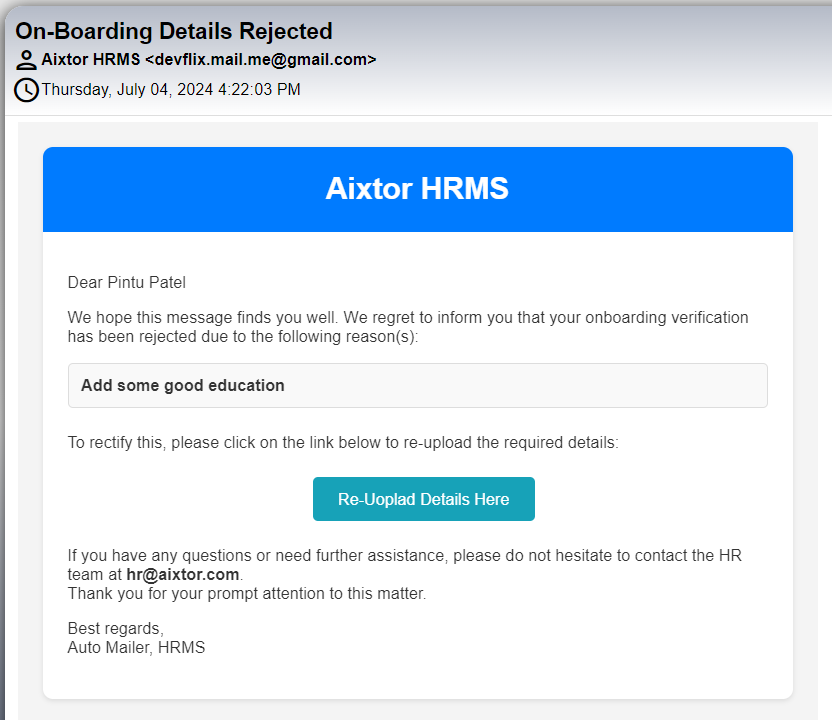 On-Boarding Details Rejected
Aixtor HRMS <devflix.mail.me@gmail.com>
Thursday, July 04, 2024 4:22:03 PM
Aixtor HRMS
Dear Pintu Patel
We hope this message finds you well. We regret to inform you that your onboarding verification
has been rejected due to the following reason(s):
Add some good education
To rectify this, please click on the link below to re-upload the required details:
Re-Uoplad Details Here
If you have any questions or need further assistance, please do not hesitate to contact the HR
team at hr@aixtor.com.
Thank you for your prompt attention to this matter.
Best regards,
Auto Mailer, HRMS